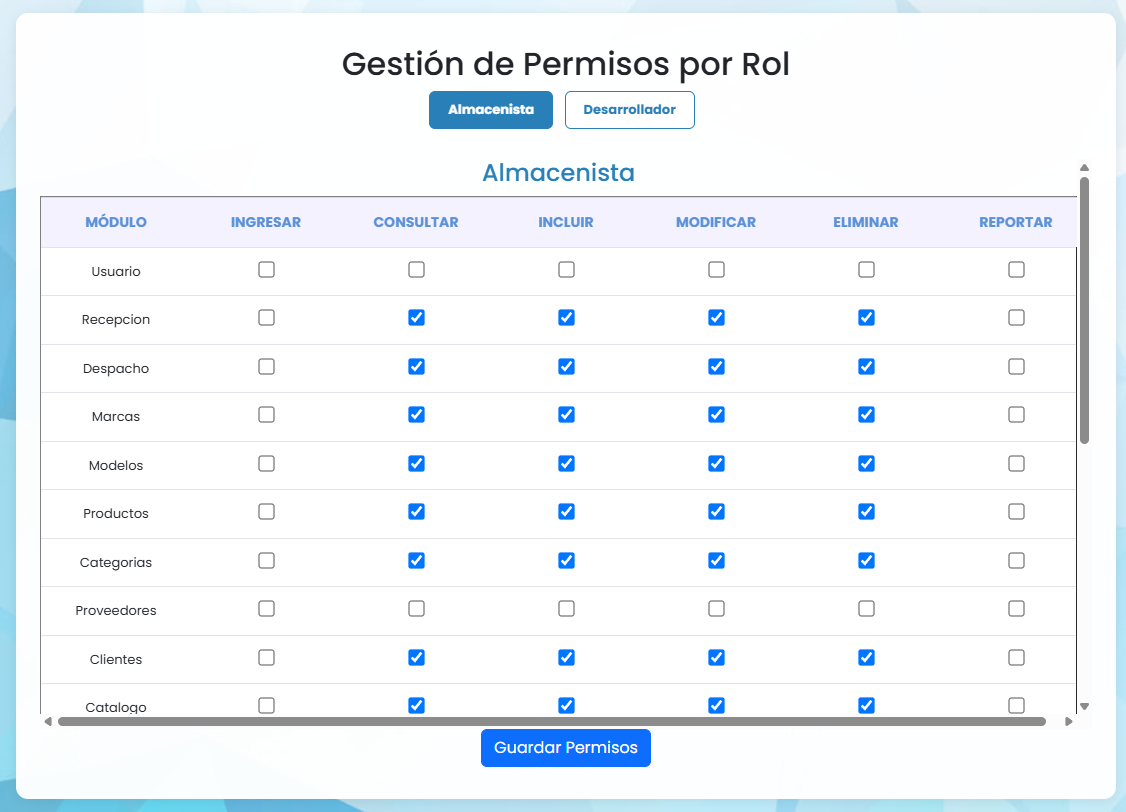 Gestión de Permisos por Rol
Almacenista Desarrollador
Almacenista
MÓDULO INGRESAR CONSULTAR INCLUIR MODIFICAR ELIMINAR REPORTAR
Usuario
Recepcion
Despacho
Marcas
Modelos
Productos
Categorias
Proveedores
Clientes
Catalogo
Guardar Permisos